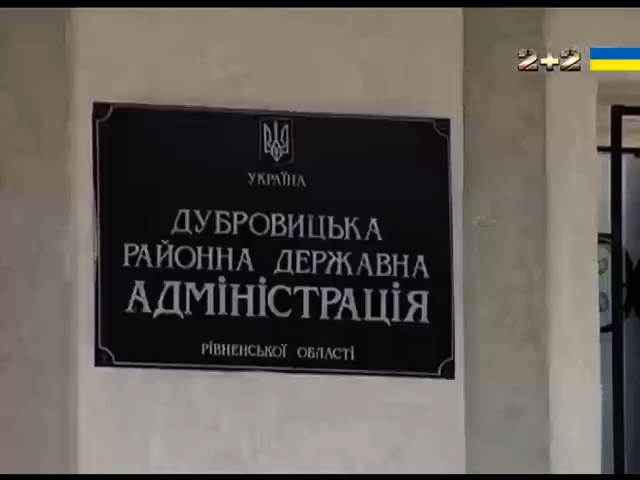 2+2
УКРАЇНА
ДУБРОВИЦЬКА
РАЙОННА ДЕРЖАВНА
АДМІНІСТРАЦІЯ
РІВНЕНСЬКОЇ ОБЛАСТІ